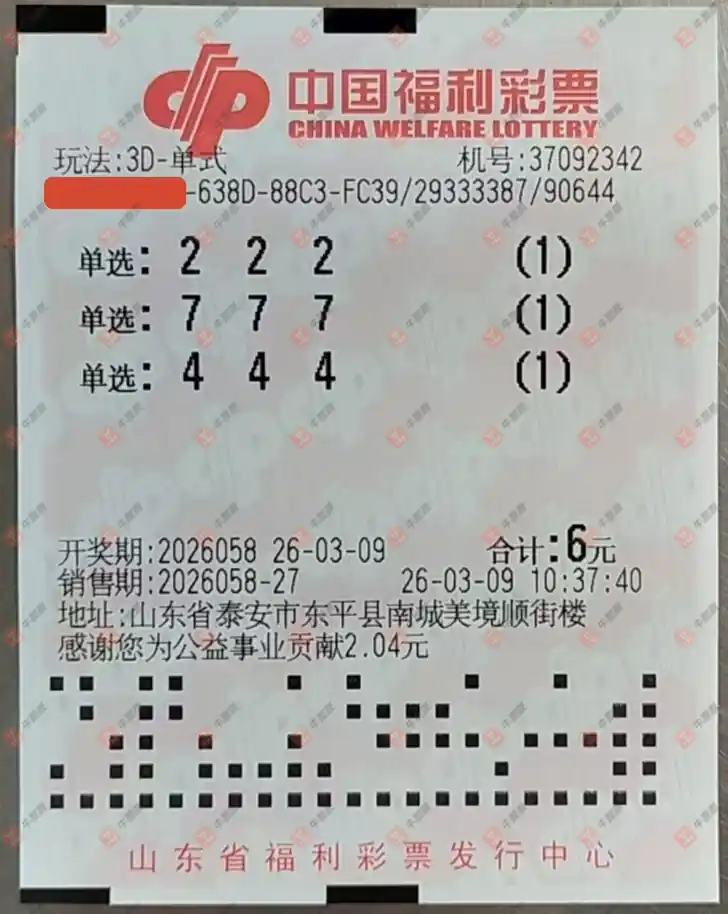 中国福利彩票
CHINA WELFARE LOTTERY
玩法:3D-单式 机号:37092342
-638D-88C3-FC39/29333387/90644
单选: 2 2 2 (1)
单选: 7 7 7 (1)
单选: 4 4 4 (1)
开奖期:2026058 26-03-09 合计:6元
销售期:2026058-27 26-03-09 10:37:40
地址:山东省泰安市东平县南城美境顺街楼
感谢您为公益事业贡献2.04元
山东省福利彩票发行中心